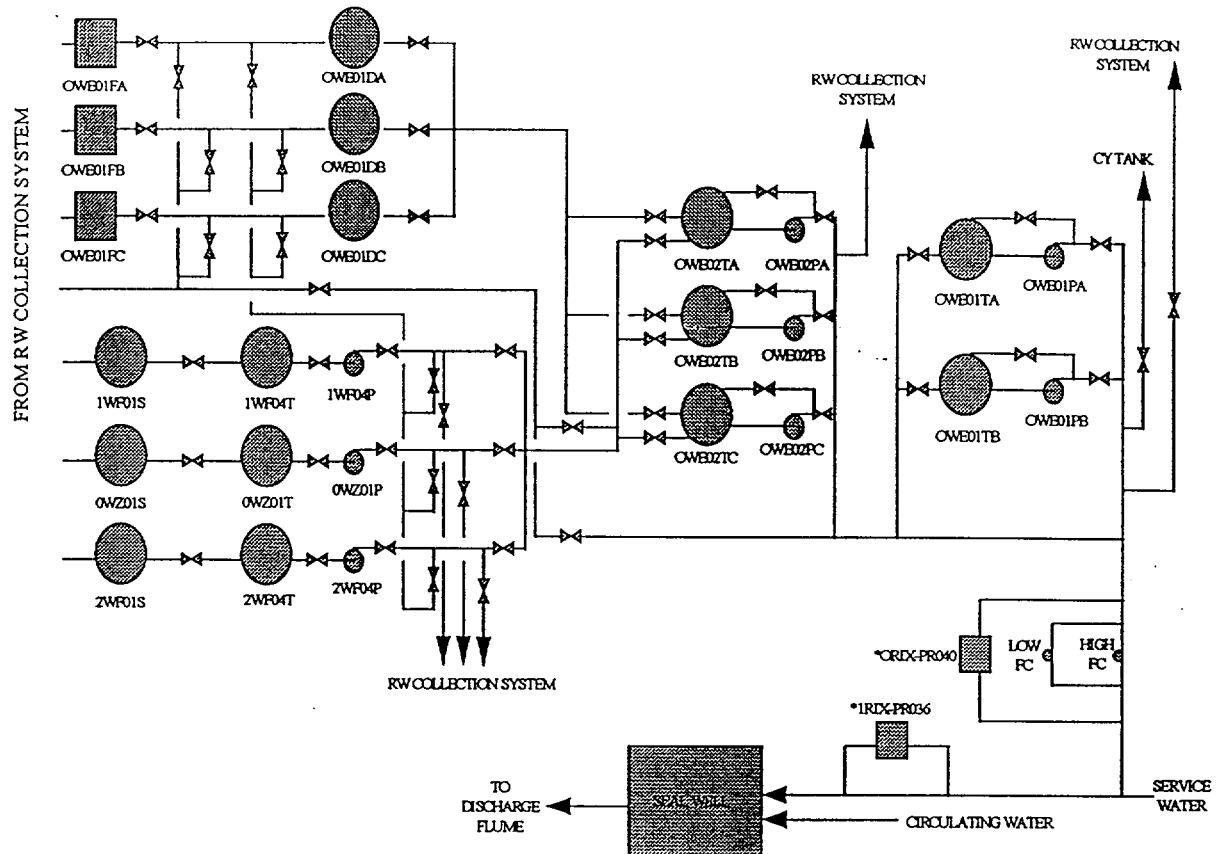 FROM RW COLLECTION SYSTEM
OWE01FA
OWE01DA
OWE01FB
OWE01DB
OWE01FC
OWE01DC
1WF01S
1WF04T
1WF04P
0WZ01S
0WZ01T
0WZ01P
2WF01S
2WF04T
2WF04P
RW COLLECTION SYSTEM
RW COLLECTION
SYSTEM
OWE02TA
OWE02PA
OWE02TB
OWE02PB
OWE02TC
OWE02PC
RW COLLECTION
SYSTEM
CY TANK
OWE01TA
OWE01PA
OWE01TB
OWE01PB
*ORIX-PR040
LOW
FC
HIGH
FC
*1RIX-PR036
SEAL WELL
TO
DISCHARGE
FLUME
SERVICE
WATER
CIRCULATING WATER